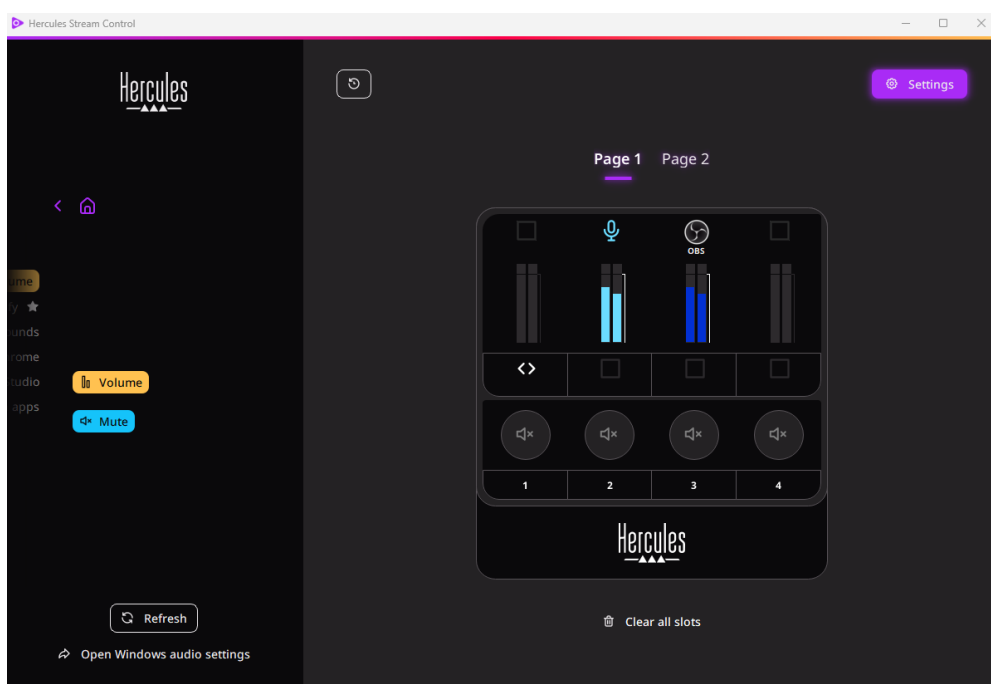 Hercules Stream Control
Hercules
Settings
Page 1 Page 2
OBS
Volume
Mute
1 2 3 4
Hercules
Refresh
Clear all slots
Open Windows audio settings